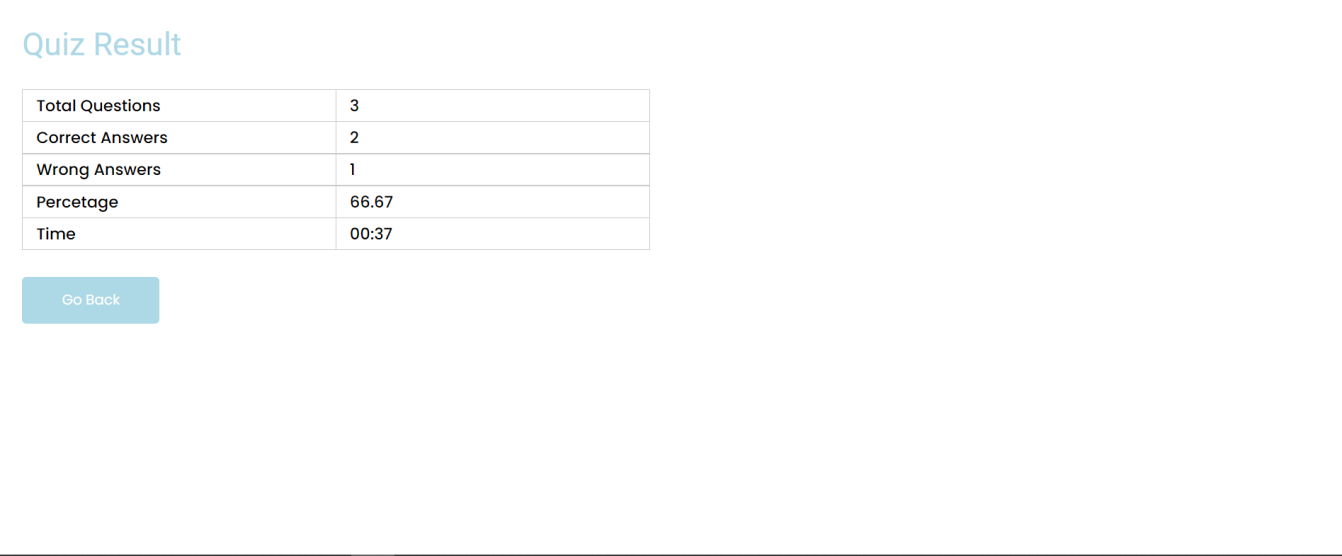 Quiz Result
Total Questions 3
Correct Answers 2
Wrong Answers 1
Percetage 66.67
Time 00:37
Go Back